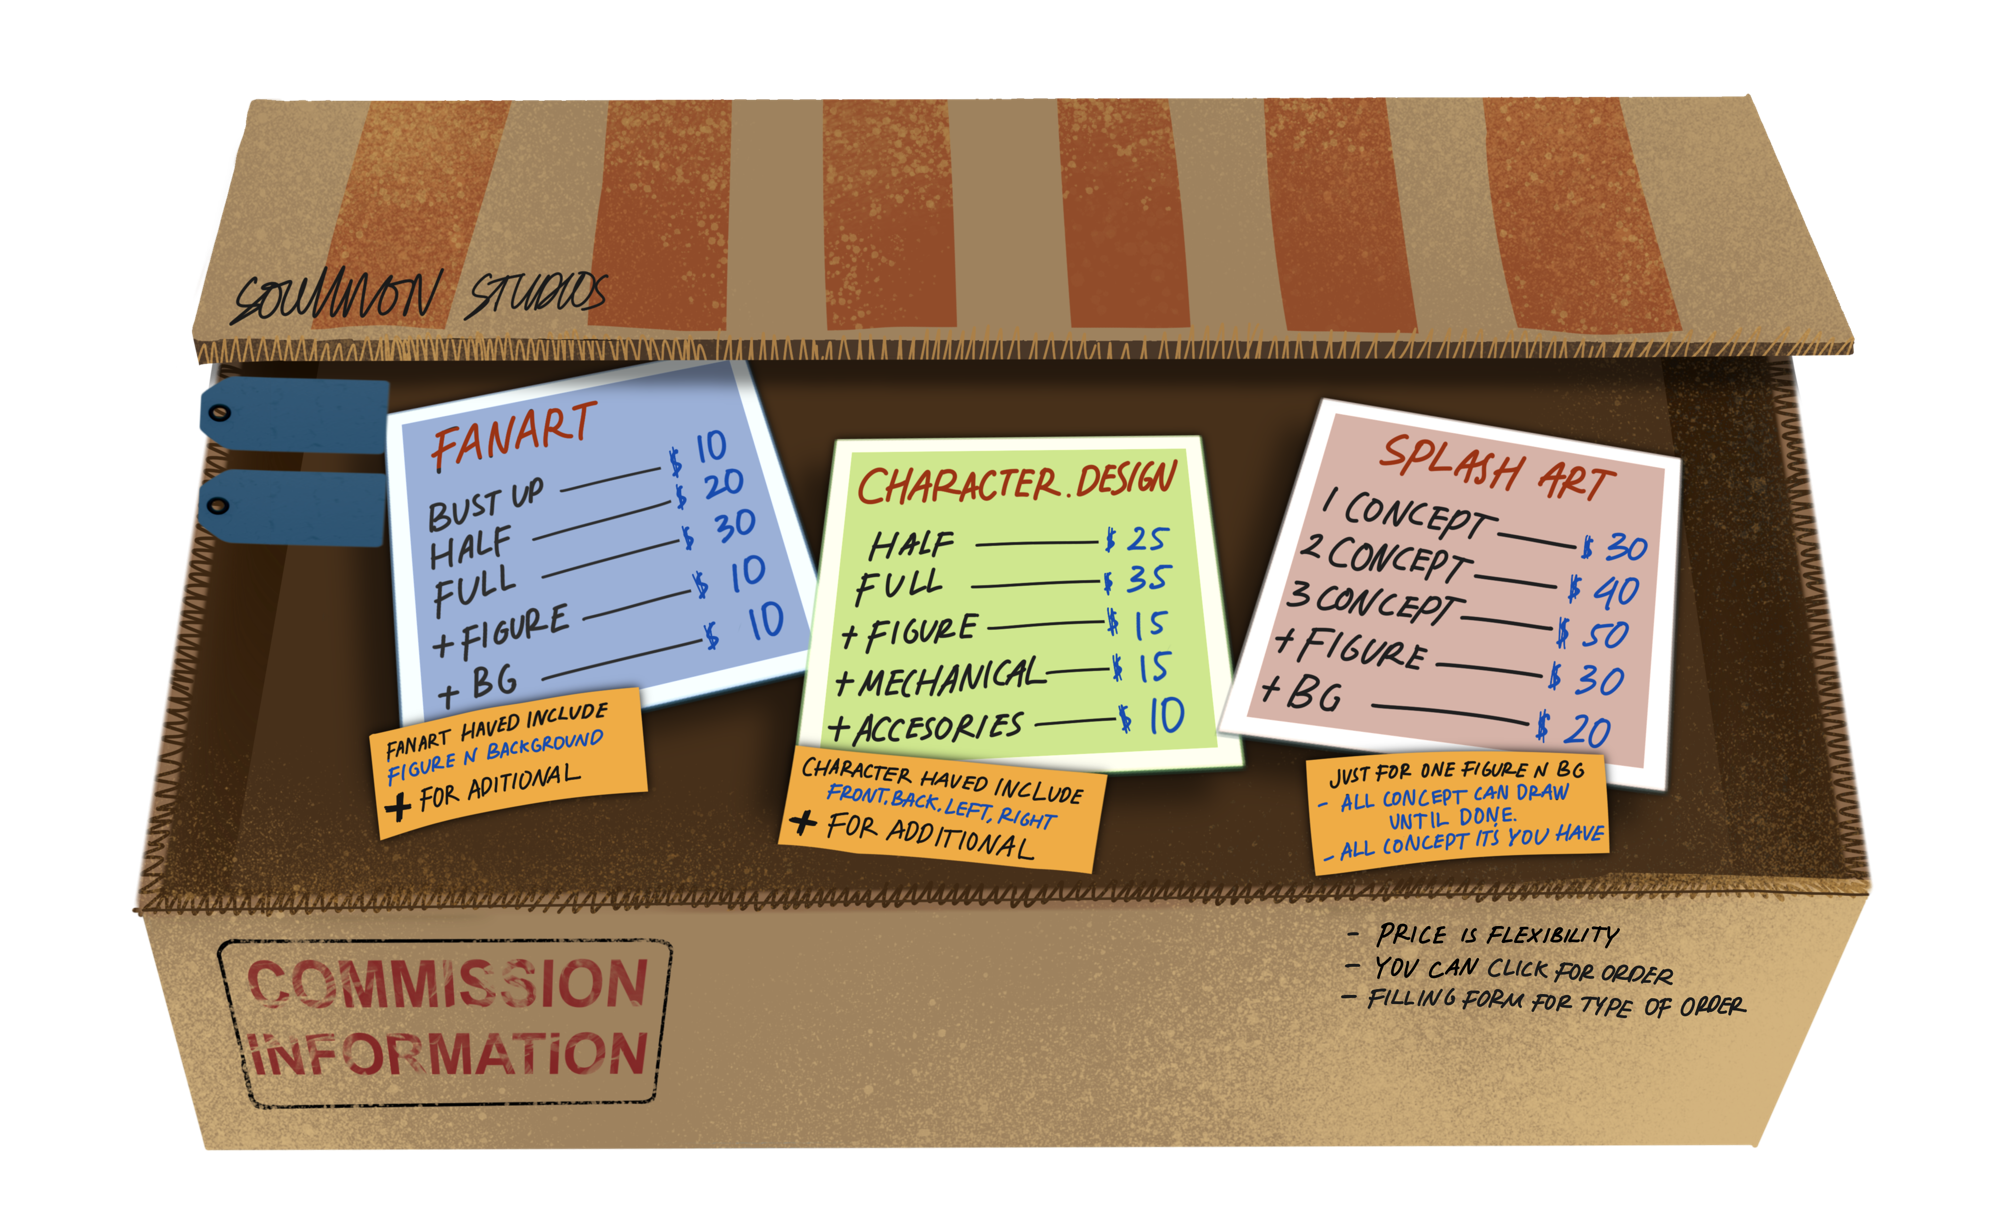 SOWMNON STUDIOS
FANART
BUST UP $ 10
HALF $ 20
FULL $ 30
+ FIGURE $ 10
+ BG $ 10
FANART HAVED INCLUDE
FIGURE N BACKGROUND
+ FOR ADITIONAL
CHARACTER. DESIGN
HALF $ 25
FULL $ 35
+ FIGURE $ 15
+ MECHANICAL $ 15
+ ACCESORIES $ 10
CHARACTER HAVED INCLUDE
FRONT, BACK, LEFT, RIGHT
+ FOR ADDITIONAL
SPLASH ART
1 CONCEPT $ 30
2 CONCEPT $ 40
3 CONCEPT $ 50
+ FIGURE $ 30
+ BG $ 20
JUST FOR ONE FIGURE N BG
- ALL CONCEPT CAN DRAW
UNTIL DONE.
- ALL CONCEPT IT'S YOU HAVE
COMMISSION
INFORMATION
- PRICE IS FLEXIBILITY
- YOU CAN CLICK FOR ORDER
- FILLING FORM FOR TYPE OF ORDER